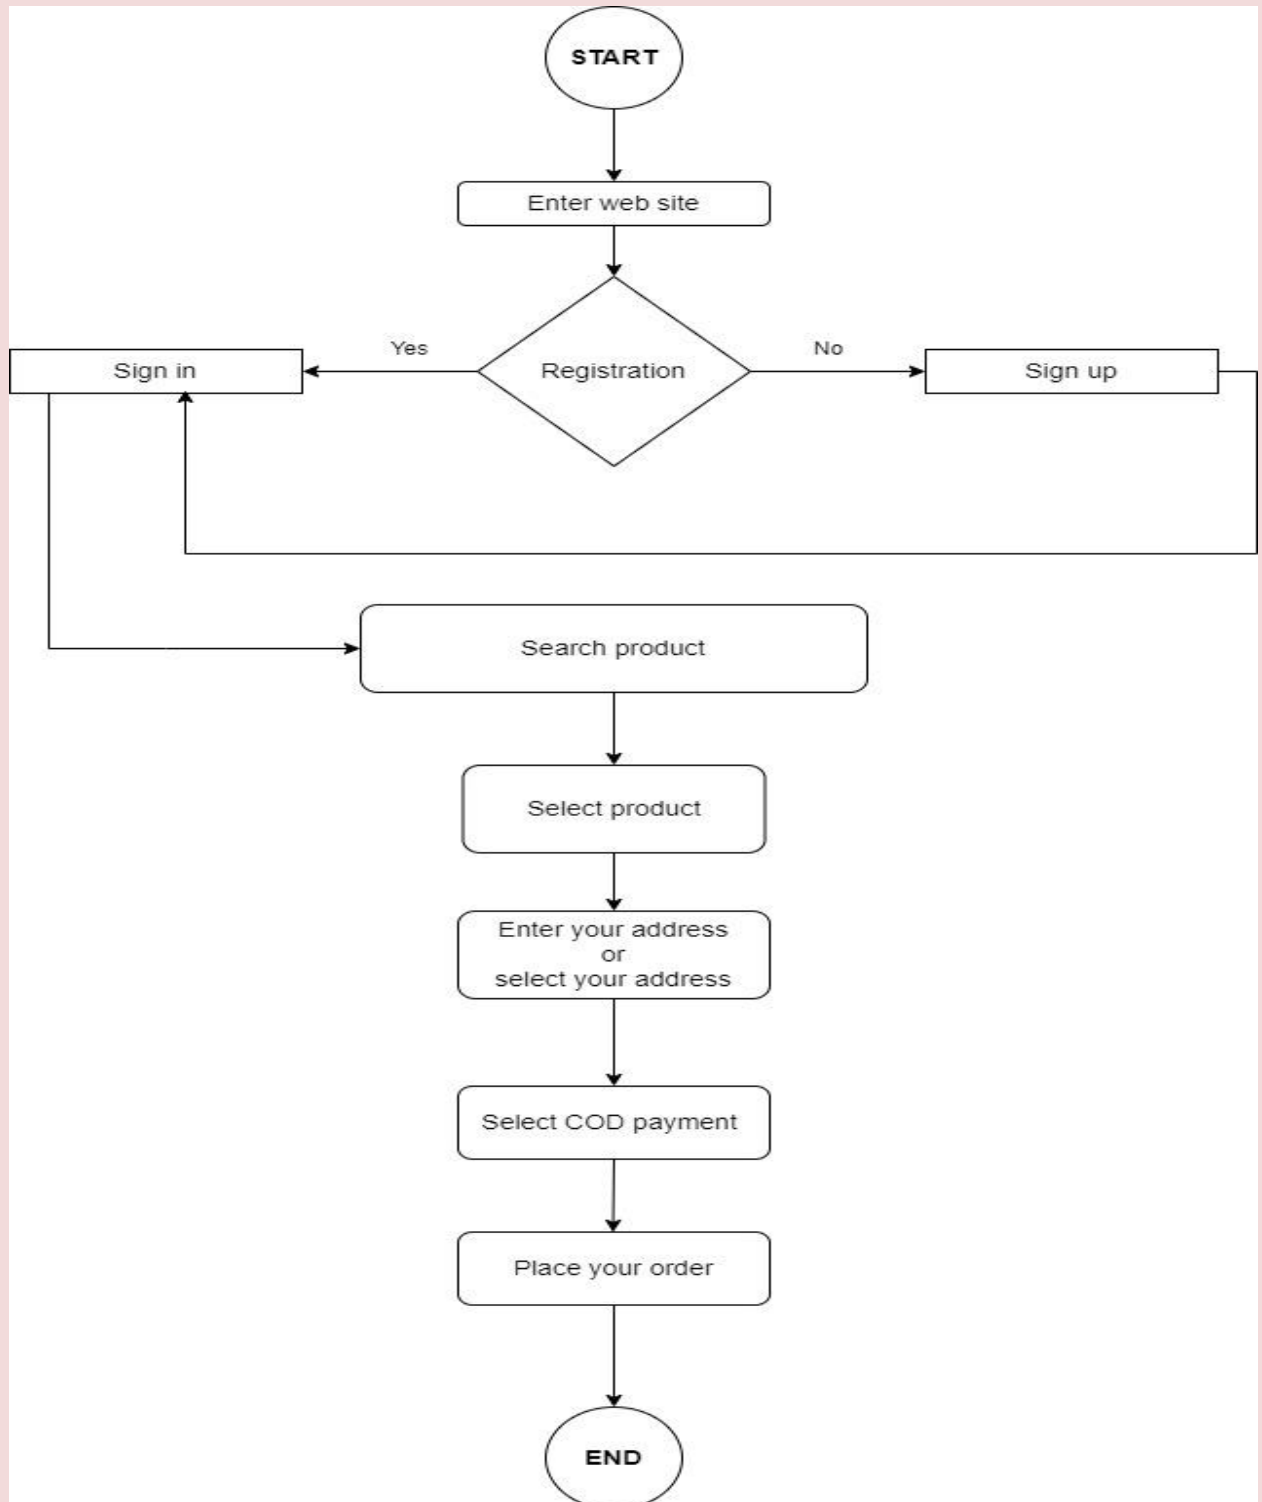 START
Enter web site
Yes
No
Sign in
Registration
Sign up
Search product
Select product
Enter your address
or
select your address
Select COD payment
Place your order
END